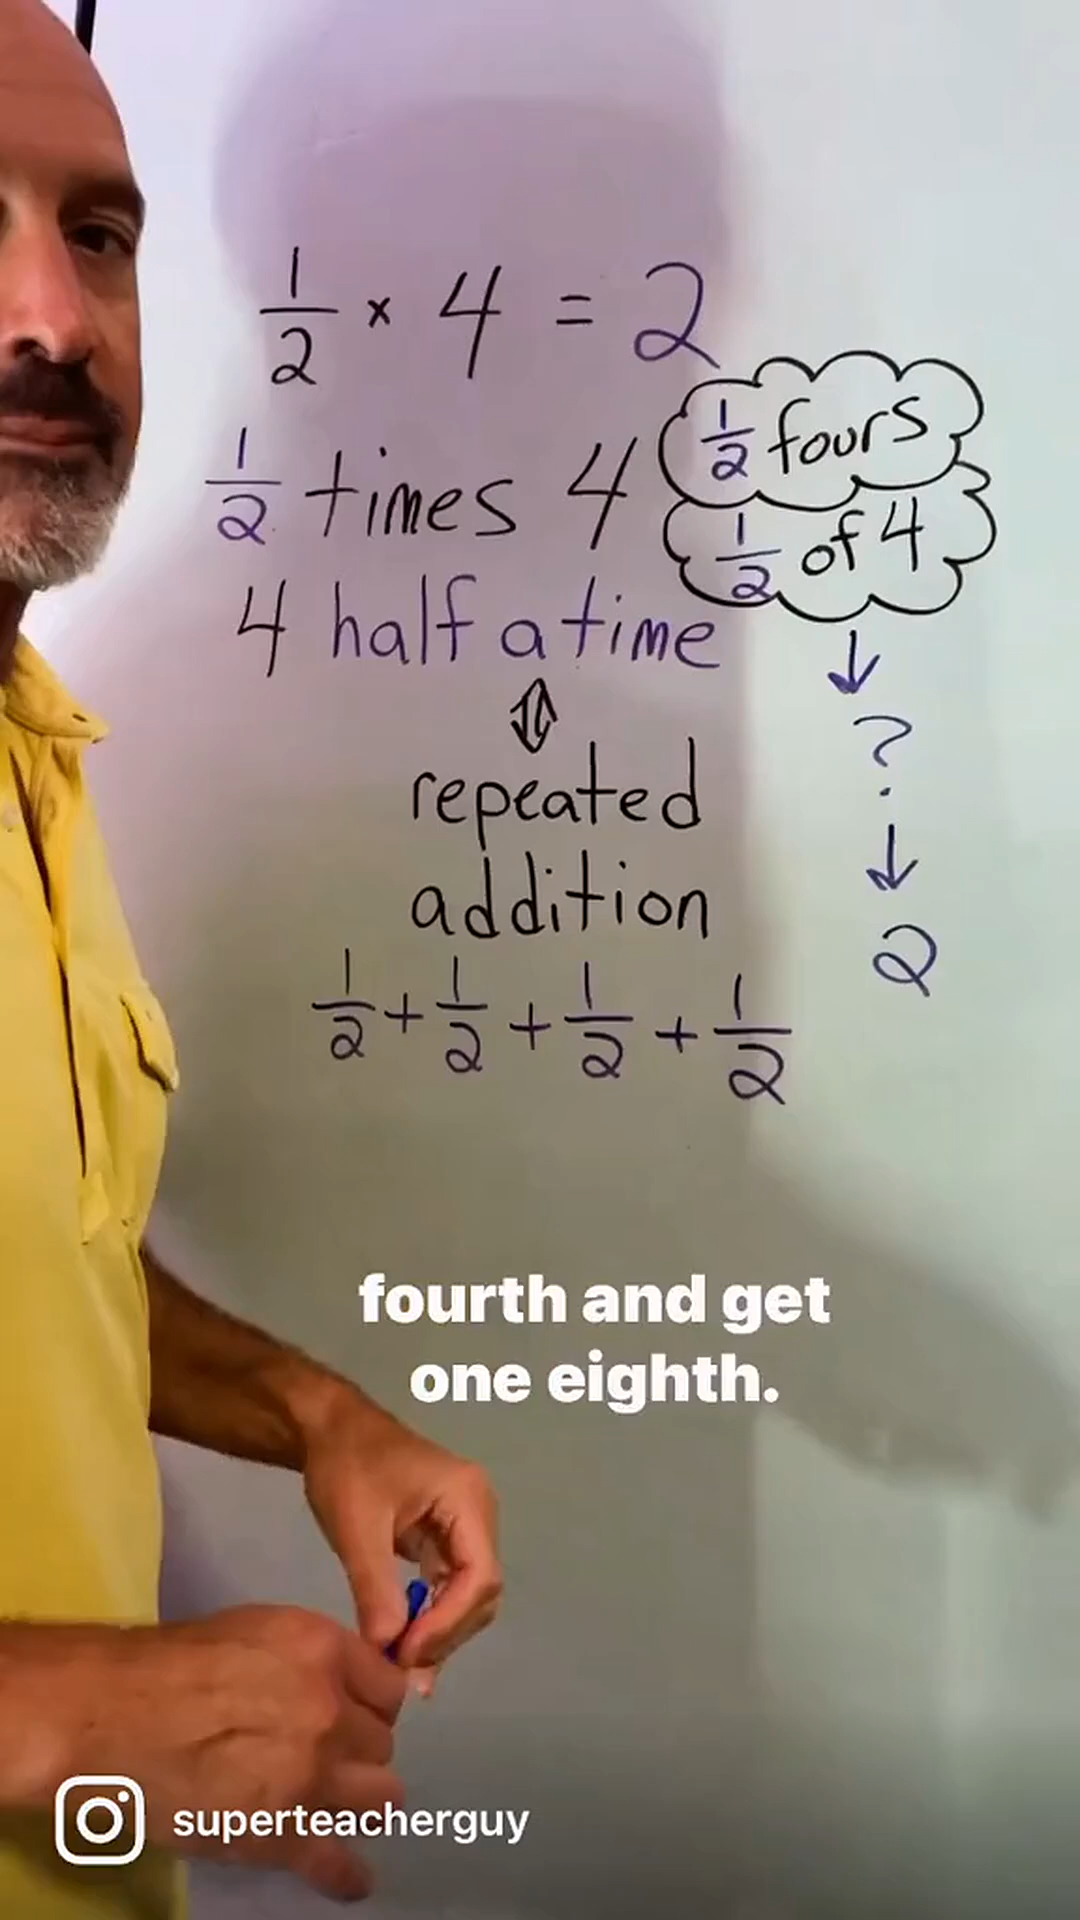 1/2 × 4 = 2
1/2 times 4
1/2 fours
1/2 of 4
4 half a time
↓
?
↓
2
↕
repeated
addition
1/2 + 1/2 + 1/2 + 1/2
fourth and get
one eighth.
superteacherguy